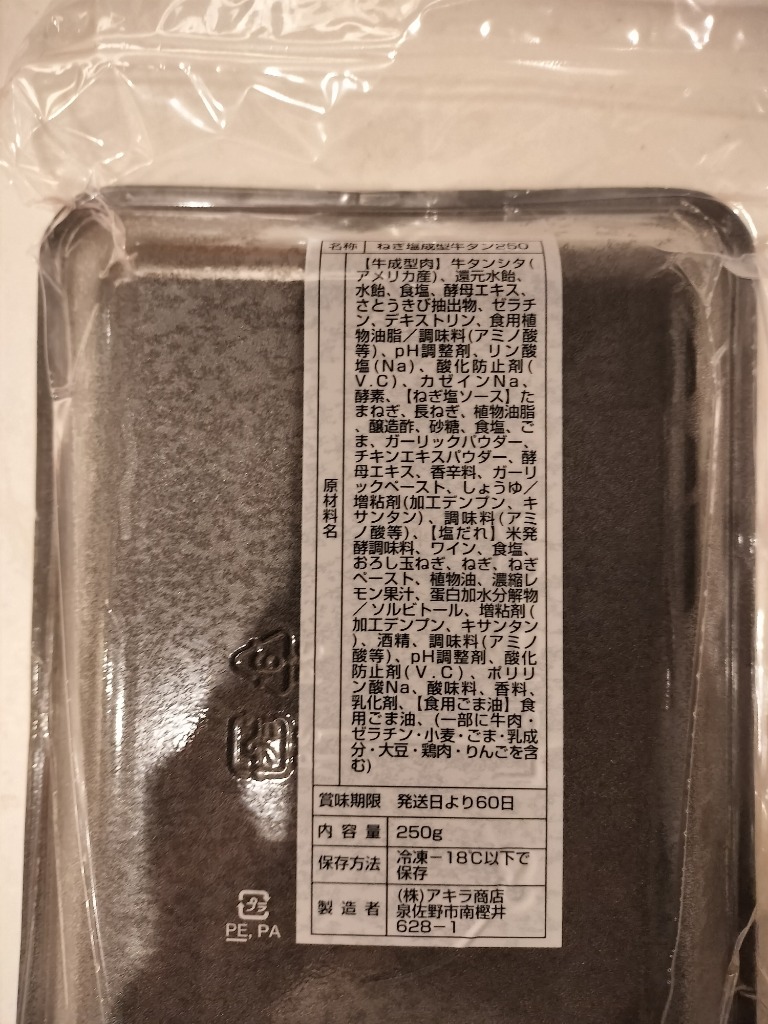 名称 ねぎ塩成型牛タン250
原材料名
【牛成型肉】牛タンシタ(
アメリカ産)、還元水飴、
水飴、食塩、酵母エキス、
さとうきび抽出物、ゼラチ
ン、デキストリン、食用植
物油脂／調味料(アミノ酸
等)、pH調整剤、リン酸
塩(Na)、酸化防止剤(
V.C)、カゼインNa、
酵素、【ねぎ塩ソース】た
まねぎ、長ねぎ、植物油脂
、醸造酢、砂糖、食塩、ご
ま、ガーリックパウダー、
チキンエキスパウダー、酵
母エキス、香辛料、ガーリ
ックペースト、しょうゆ／
増粘剤(加工デンプン、キ
サンタン)、調味料(アミ
ノ酸等)、【塩だれ】米発
酵調味料、ワイン、食塩、
おろし玉ねぎ、ねぎ、ねぎ
ペースト、植物油、濃縮レ
モン果汁、蛋白加水分解物
／ソルビトール、増粘剤(
加工デンプン、キサンタン
)、酒精、調味料(アミノ
酸等)、pH調整剤、酸化
防止剤(V.C)、ポリリ
ン酸Na、酸味料、香料、
乳化剤、【食用ごま油】食
用ごま油、(一部に牛肉・
ゼラチン・小麦・ごま・乳成
分・大豆・鶏肉・りんごを含
む)
賞味期限 発送日より60日
内容量 250g
保存方法 冷凍－18℃以下で
保存
製造者 (株)アキラ商店
泉佐野市南樫井
628－1
プラ
PE, PA